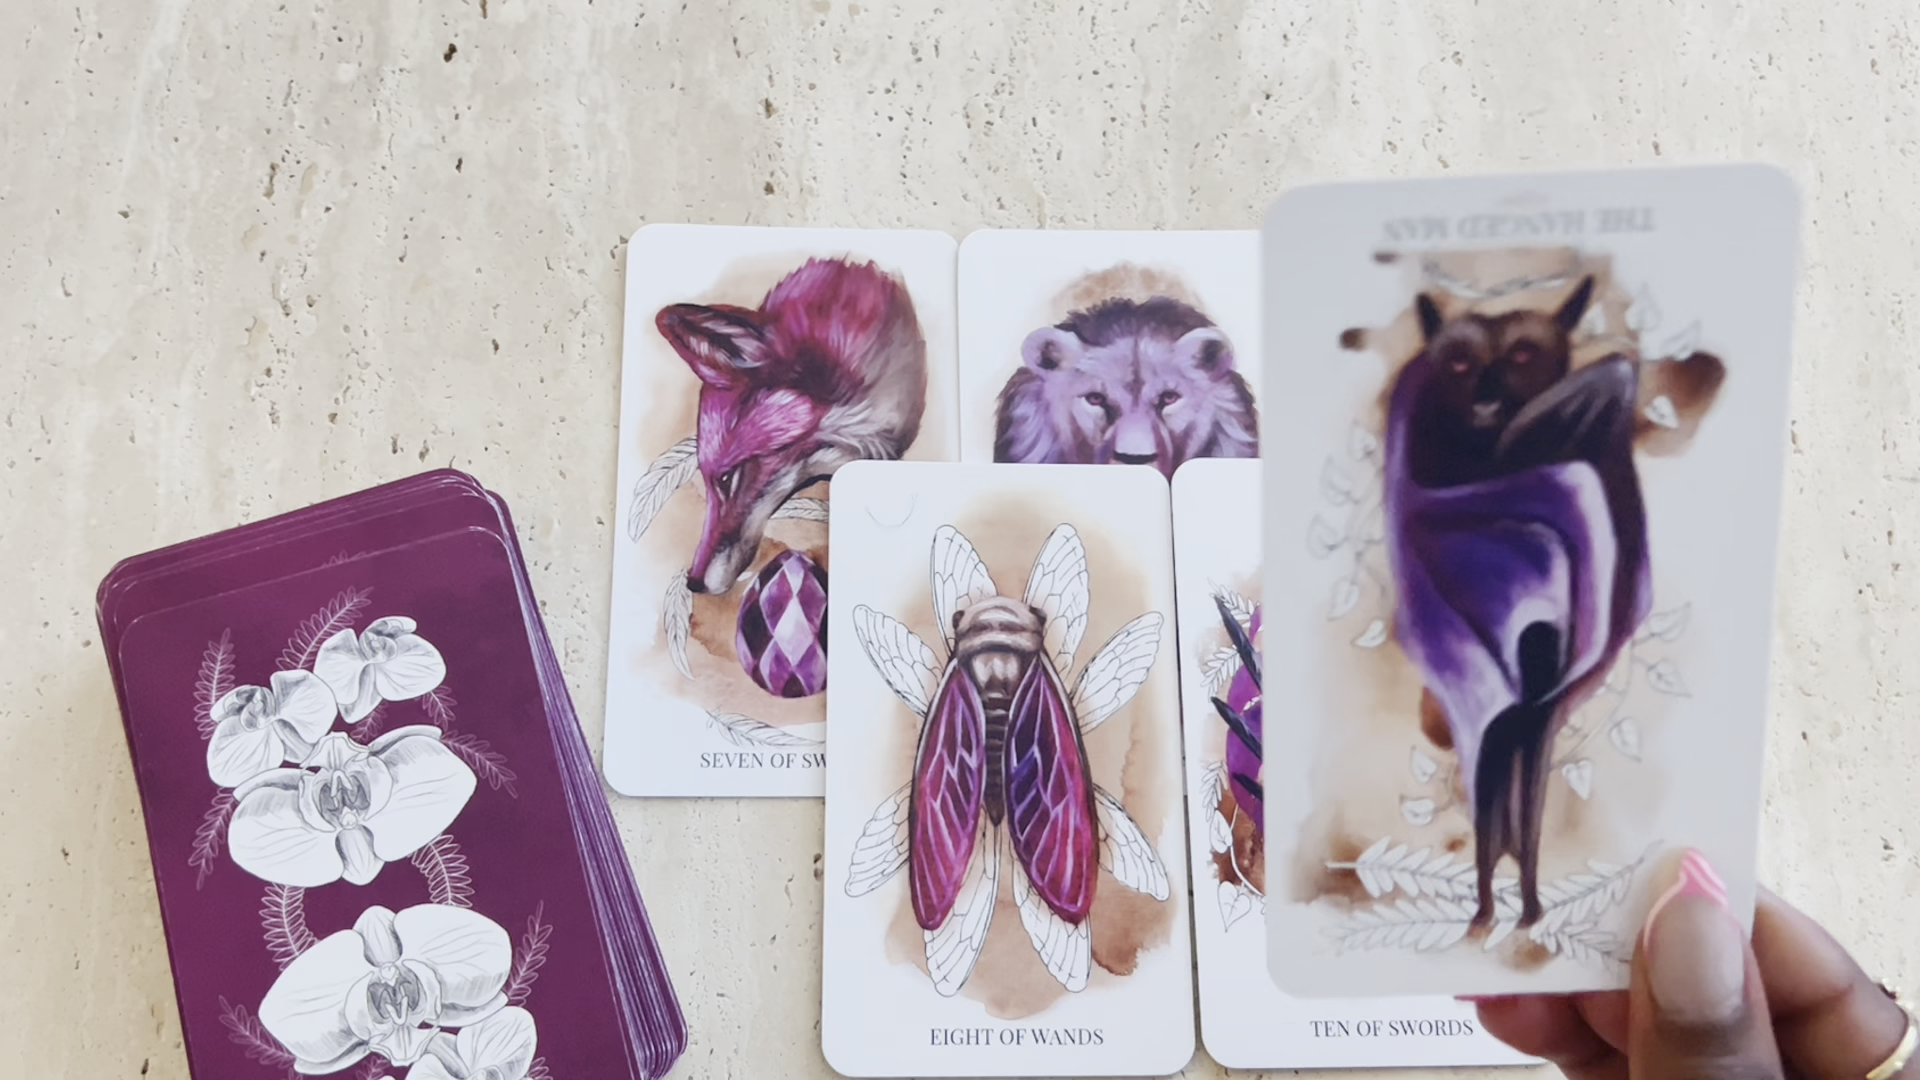 THE HANGED MAN
SEVEN OF SW
EIGHT OF WANDS
TEN OF SWORDS